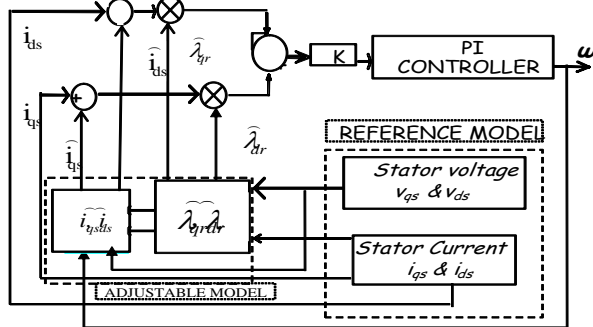 i_ds
î_ds
λ̂_qr
K
PI
CONTROLLER
ω
+
i_qs
î_qs
λ̂_dr
REFERENCE MODEL
Stator voltage
v_qs & v_ds
Stator Current
i_qs & i_ds
ADJUSTABLE MODEL